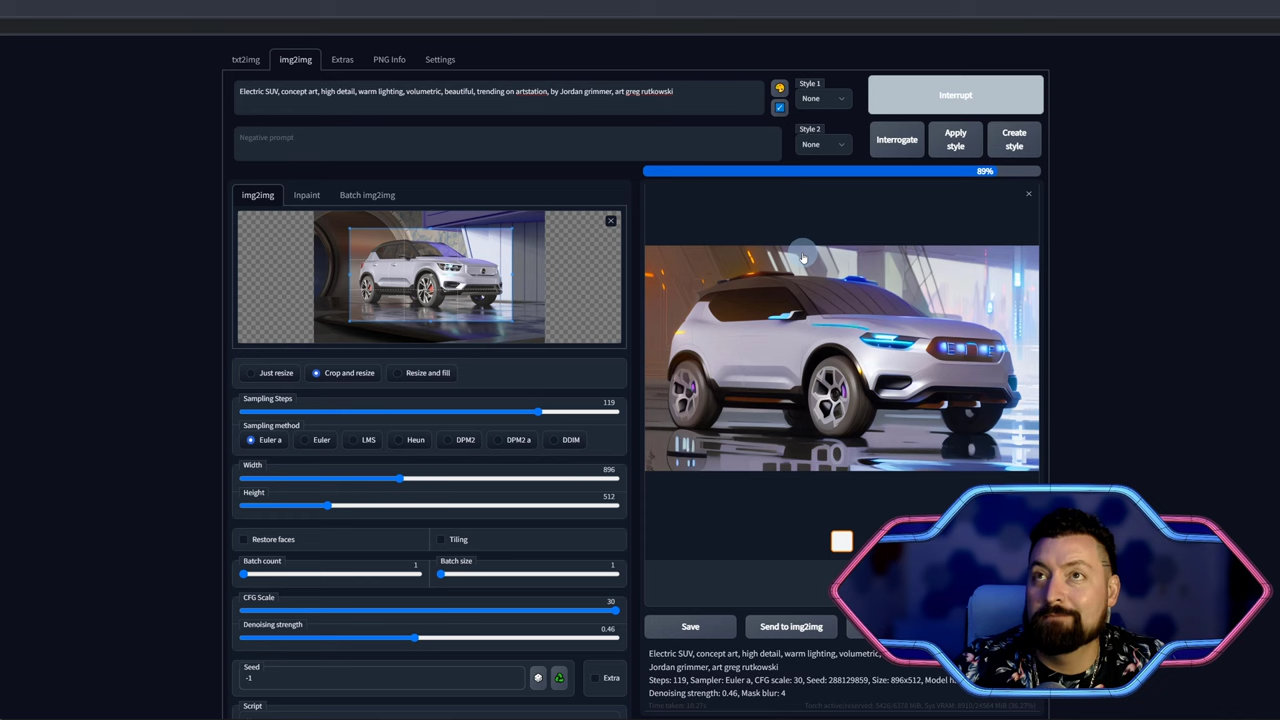 txt2img
img2img
Extras
PNG Info
Settings
Electric SUV, concept art, high detail, warm lighting, volumetric, beautiful, trending on artstation, by Jordan grimmer, art greg rutkowski
Style 1
None
Interrupt
Negative prompt
Style 2
None
Interrogate
Apply
style
Create
style
89%
img2img
Inpaint
Batch img2img
Just resize
Crop and resize
Resize and fill
Sampling Steps
119
Sampling method
Euler a
Euler
LMS
Heun
DPM2
DPM2 a
DDIM
Width
896
Height
512
Restore faces
Tiling
Batch count
1
Batch size
1
CFG Scale
30
Denoising strength
0.46
Seed
-1
Extra
Script
Save
Send to img2img
Electric SUV, concept art, high detail, warm lighting, volumetric,
Jordan grimmer, art greg rutkowski
Steps: 119, Sampler: Euler a, CFG scale: 30, Seed: 288129859, Size: 896x512, Model h
Denoising strength: 0.46, Mask blur: 4
Time taken: 10.27s